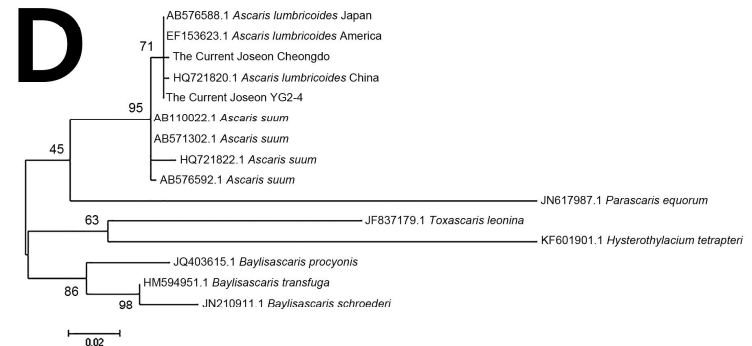 D
AB576588.1 Ascaris lumbricoides Japan
EF153623.1 Ascaris lumbricoides America
71
The Current Joseon Cheongdo
HQ721820.1 Ascaris lumbricoides China
The Current Joseon YG2-4
95
AB110022.1 Ascaris suum
AB571302.1 Ascaris suum
45
HQ721822.1 Ascaris suum
AB576592.1 Ascaris suum
JN617987.1 Parascaris equorum
63
JF837179.1 Toxascaris leonina
KF601901.1 Hysterothylacium tetrapteri
JQ403615.1 Baylisascaris procyonis
86
HM594951.1 Baylisascaris transfuga
98
JN210911.1 Baylisascaris schroederi
0.02